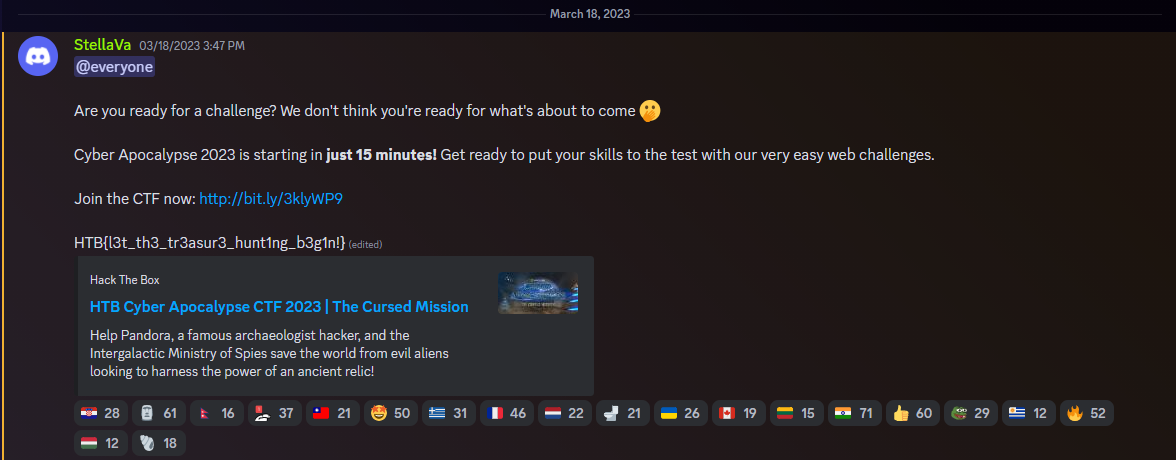 March 18, 2023
StellaVa 03/18/2023 3:47 PM
@everyone
Are you ready for a challenge? We don't think you're ready for what's about to come
Cyber Apocalypse 2023 is starting in just 15 minutes! Get ready to put your skills to the test with our very easy web challenges.
Join the CTF now: http://bit.ly/3klyWP9
HTB{l3t_th3_tr3asur3_hunt1ng_b3g1n!} (edited)
Hack The Box
HTB Cyber Apocalypse CTF 2023 | The Cursed Mission
Help Pandora, a famous archaeologist hacker, and the
Intergalactic Ministry of Spies save the world from evil aliens
looking to harness the power of an ancient relic!
28 61 16 37 21 50 31 46 22 21 26 19 15 71 60 29 12 52
12 18